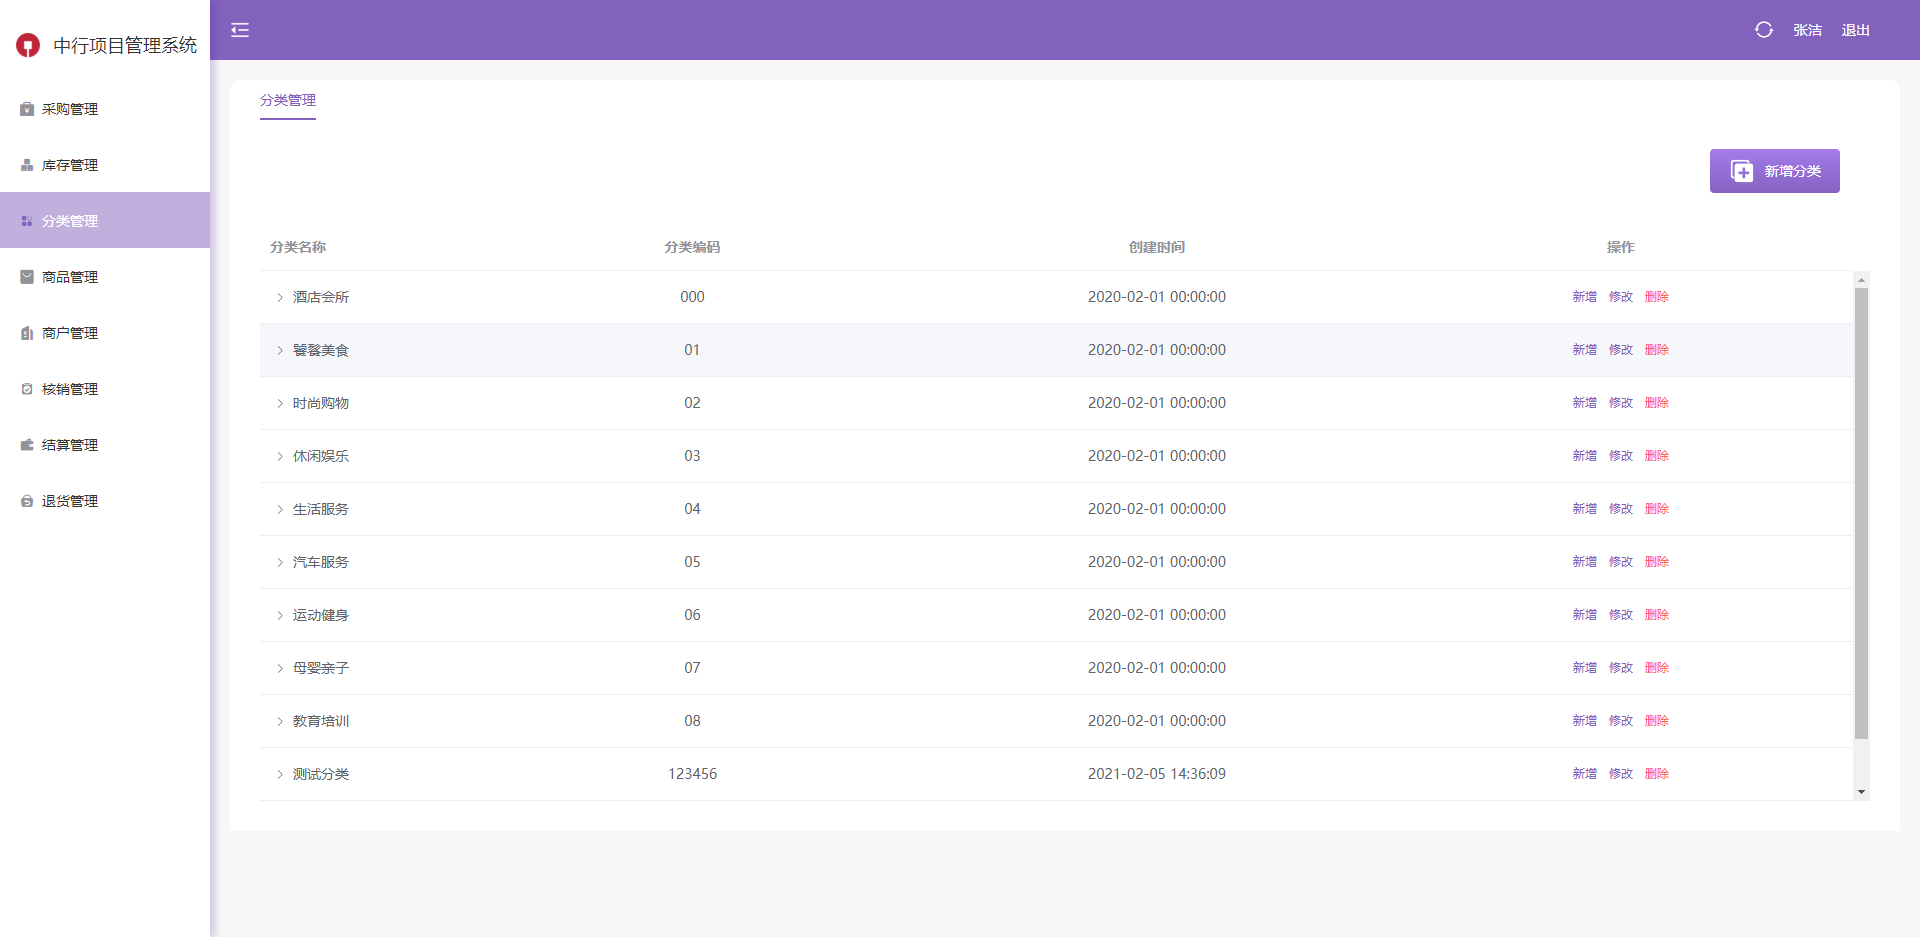 中行项目管理系统
张洁 退出
采购管理
库存管理
分类管理
商品管理
商户管理
核销管理
结算管理
退货管理
分类管理
新增分类
分类名称 分类编码 创建时间 操作
酒店会所 000 2020-02-01 00:00:00 新增 修改 删除
饕餮美食 01 2020-02-01 00:00:00 新增 修改 删除
时尚购物 02 2020-02-01 00:00:00 新增 修改 删除
休闲娱乐 03 2020-02-01 00:00:00 新增 修改 删除
生活服务 04 2020-02-01 00:00:00 新增 修改 删除
汽车服务 05 2020-02-01 00:00:00 新增 修改 删除
运动健身 06 2020-02-01 00:00:00 新增 修改 删除
母婴亲子 07 2020-02-01 00:00:00 新增 修改 删除
教育培训 08 2020-02-01 00:00:00 新增 修改 删除
测试分类 123456 2021-02-05 14:36:09 新增 修改 删除